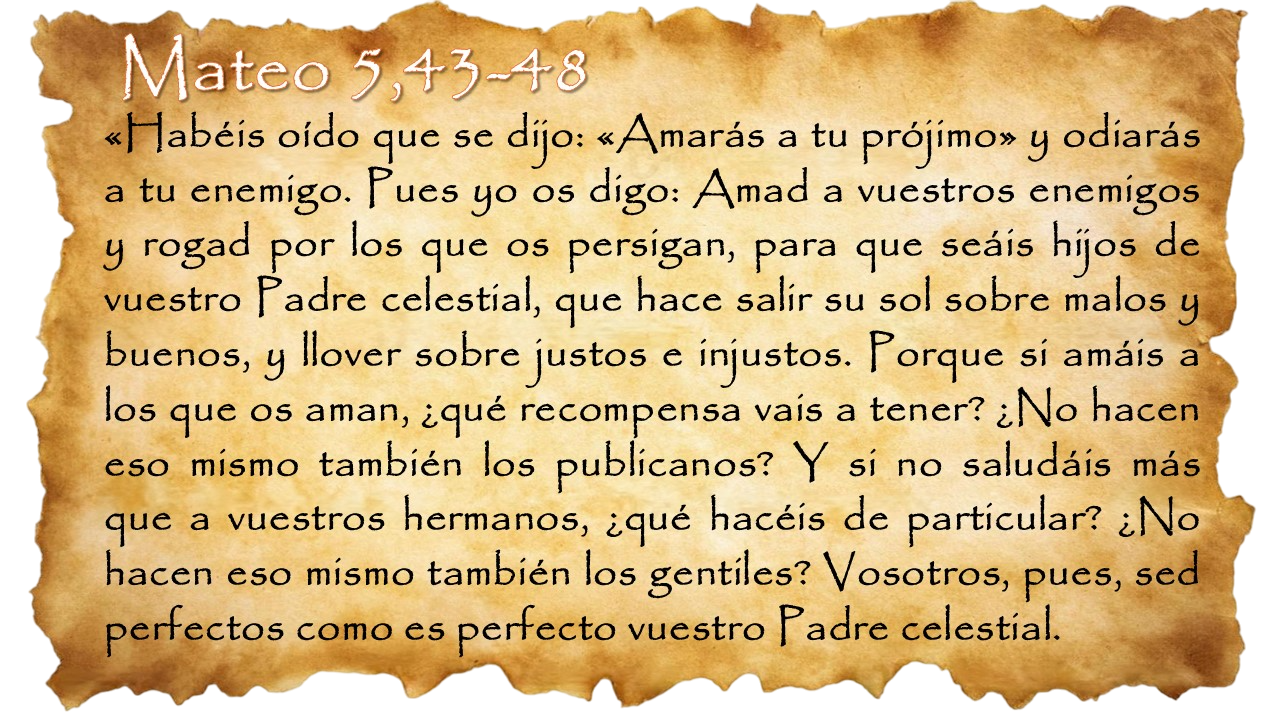 Mateo 5,43-48
«Habéis oído que se dijo: «Amarás a tu prójimo» y odiarás
a tu enemigo. Pues yo os digo: Amad a vuestros enemigos
y rogad por los que os persigan, para que seáis hijos de
vuestro Padre celestial, que hace salir su sol sobre malos y
buenos, y llover sobre justos e injustos. Porque si amáis a
los que os aman, ¿qué recompensa vais a tener? ¿No hacen
eso mismo también los publicanos? Y si no saludáis más
que a vuestros hermanos, ¿qué hacéis de particular? ¿No
hacen eso mismo también los gentiles? Vosotros, pues, sed
perfectos como es perfecto vuestro Padre celestial.